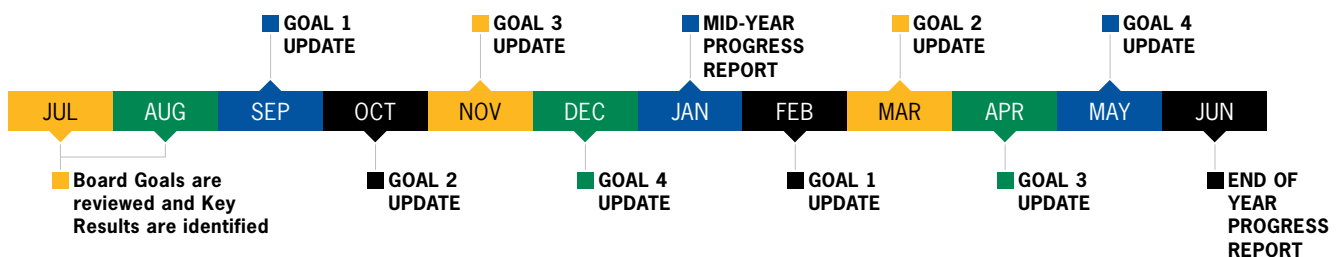 GOAL 1
UPDATE
GOAL 3
UPDATE
MID-YEAR
PROGRESS
REPORT
GOAL 2
UPDATE
GOAL 4
UPDATE
JUL AUG SEP OCT NOV DEC JAN FEB MAR APR MAY JUN
Board Goals are
reviewed and Key
Results are identified
GOAL 2
UPDATE
GOAL 4
UPDATE
GOAL 1
UPDATE
GOAL 3
UPDATE
END OF
YEAR
PROGRESS
REPORT